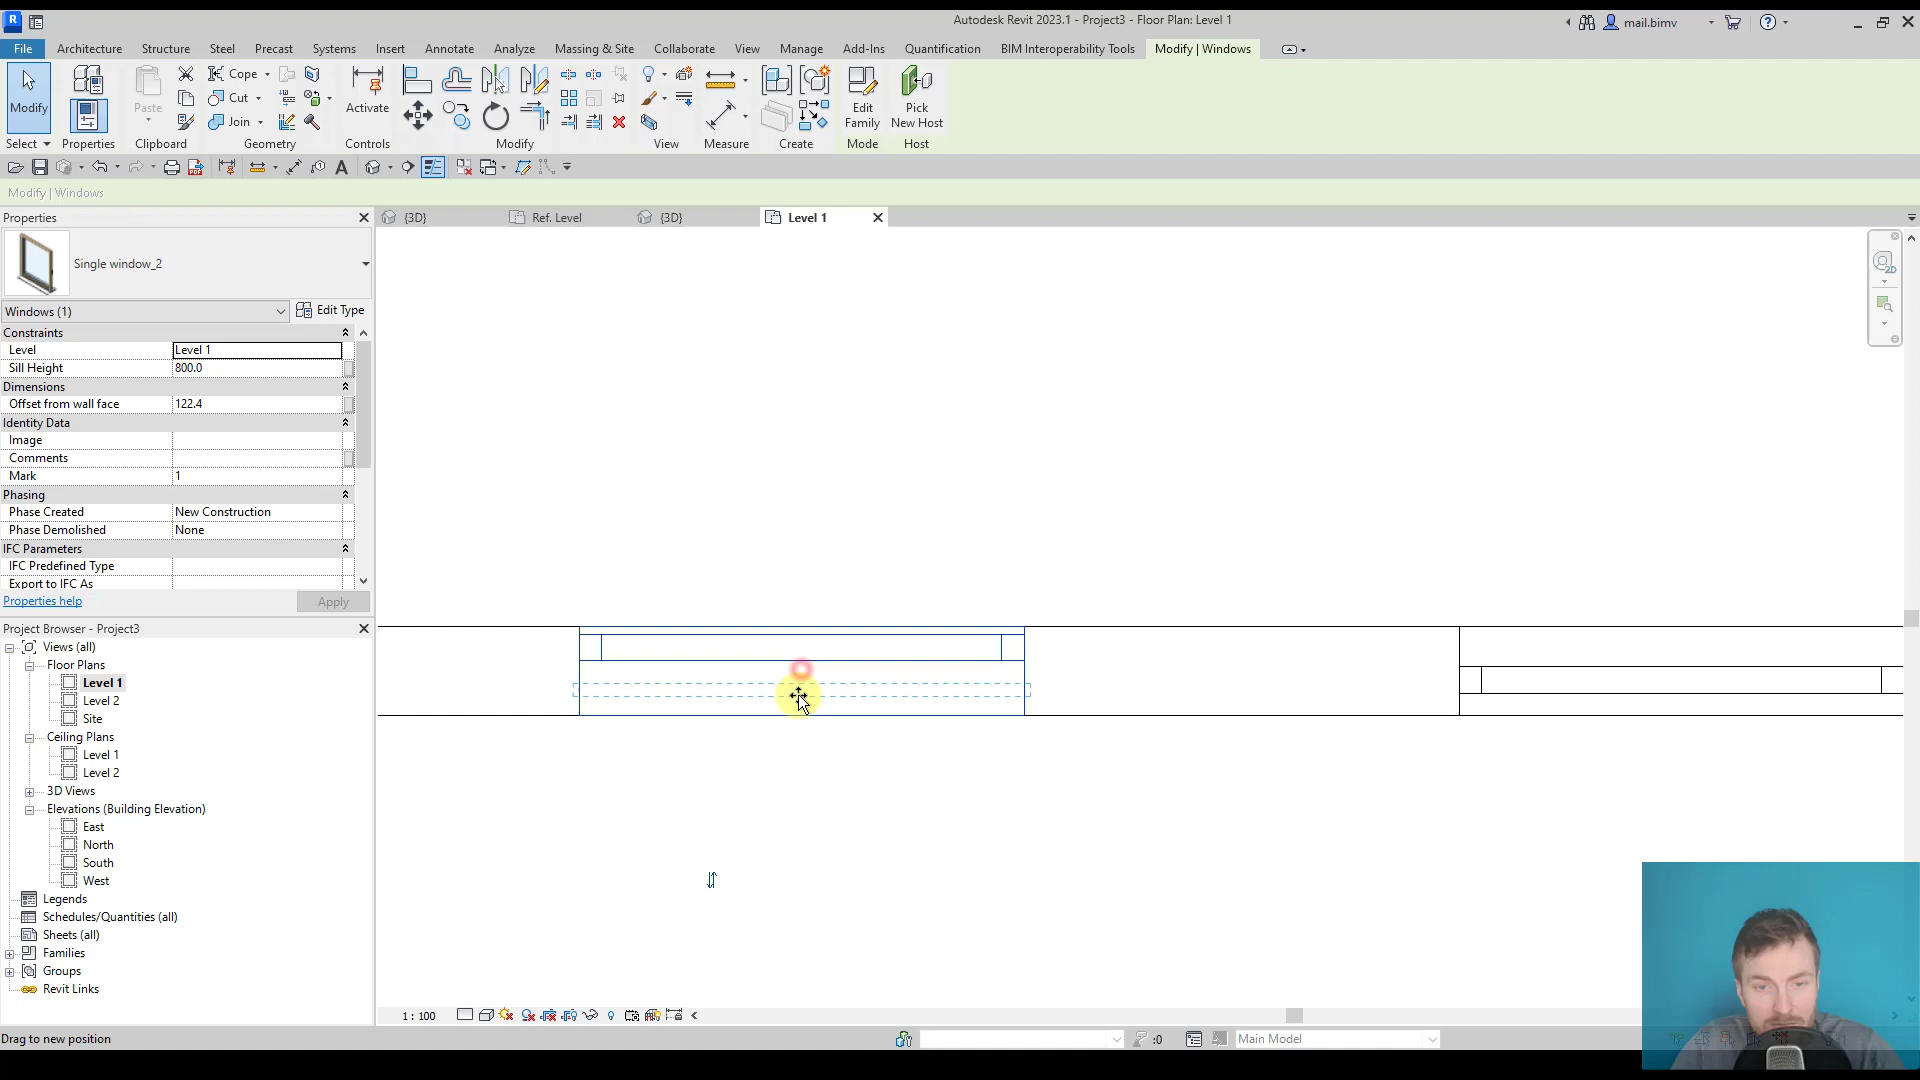 Autodesk Revit 2023.1 - Project3 - Floor Plan: Level 1
mail.bimv
File
Architecture
Structure
Steel
Precast
Systems
Insert
Annotate
Analyze
Massing & Site
Collaborate
View
Manage
Add-Ins
Quantification
BIM Interoperability Tools
Modify | Windows
Modify
Paste
Cope
Cut
Join
Activate
Edit
Family
Pick
New Host
Select
Properties
Clipboard
Geometry
Controls
Modify
View
Measure
Create
Mode
Host
Modify | Windows
Properties
{3D}
Ref. Level
{3D}
Level 1
Single window_2
Windows (1)
Edit Type
Constraints
Level Level 1
Sill Height 800.0
Dimensions
Offset from wall face 122.4
Identity Data
Image
Comments
Mark 1
Phasing
Phase Created New Construction
Phase Demolished None
IFC Parameters
IFC Predefined Type
Export to IFC As
Properties help
Apply
Project Browser - Project3
Views (all)
Floor Plans
Level 1
Level 2
Site
Ceiling Plans
Level 1
Level 2
3D Views
Elevations (Building Elevation)
East
North
South
West
Legends
Schedules/Quantities (all)
Sheets (all)
Families
Groups
Revit Links
1 : 100
Drag to new position
:0
Main Model